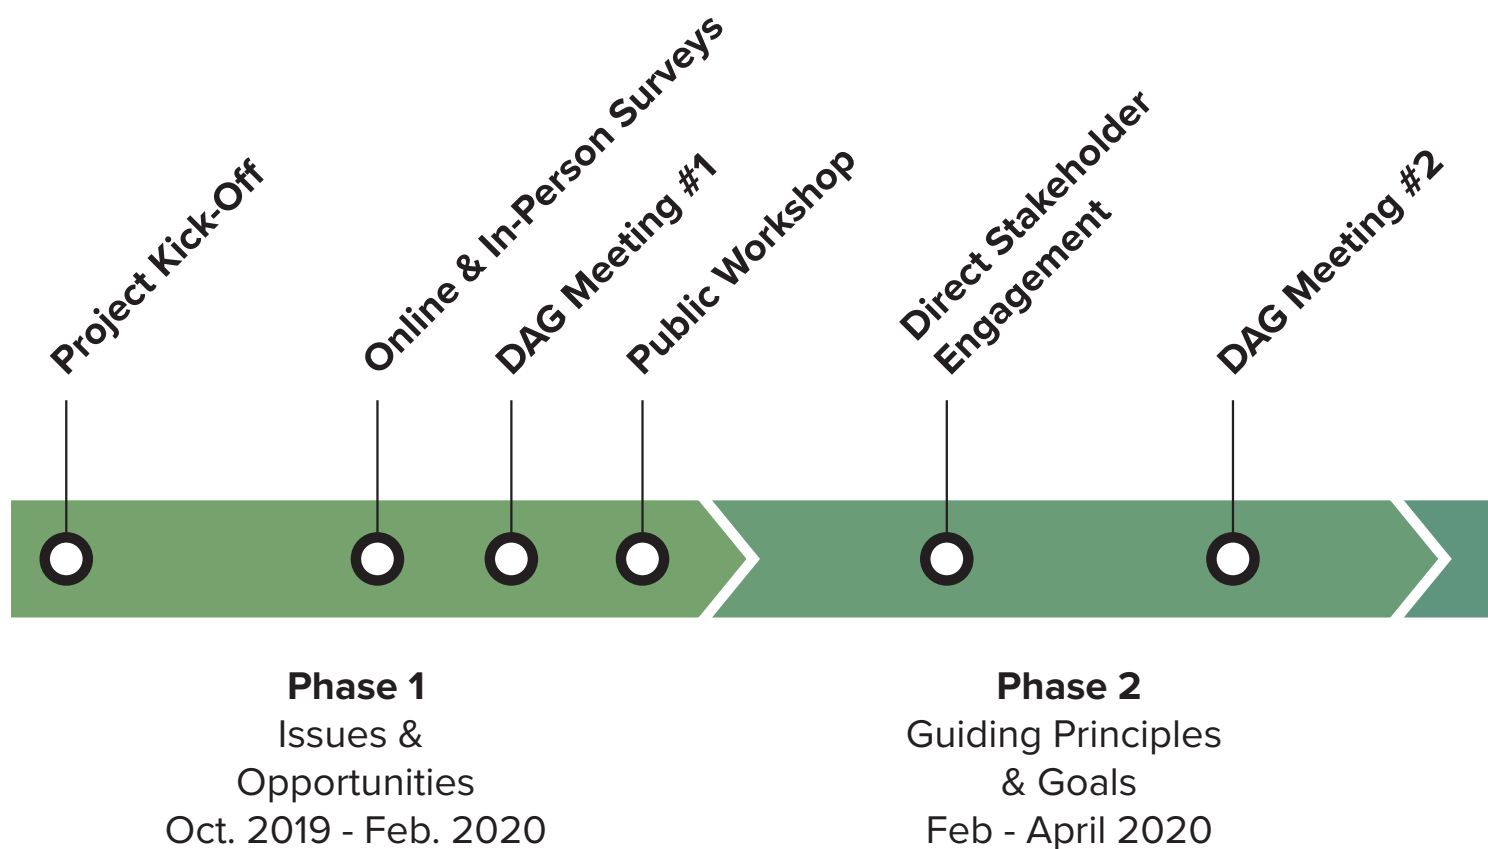 Project Kick-Off
Online & In-Person Surveys
DAG Meeting #1
Public Workshop
Direct Stakeholder
Engagement
DAG Meeting #2
Phase 1
Issues &
Opportunities
Oct. 2019 - Feb. 2020
Phase 2
Guiding Principles
& Goals
Feb - April 2020